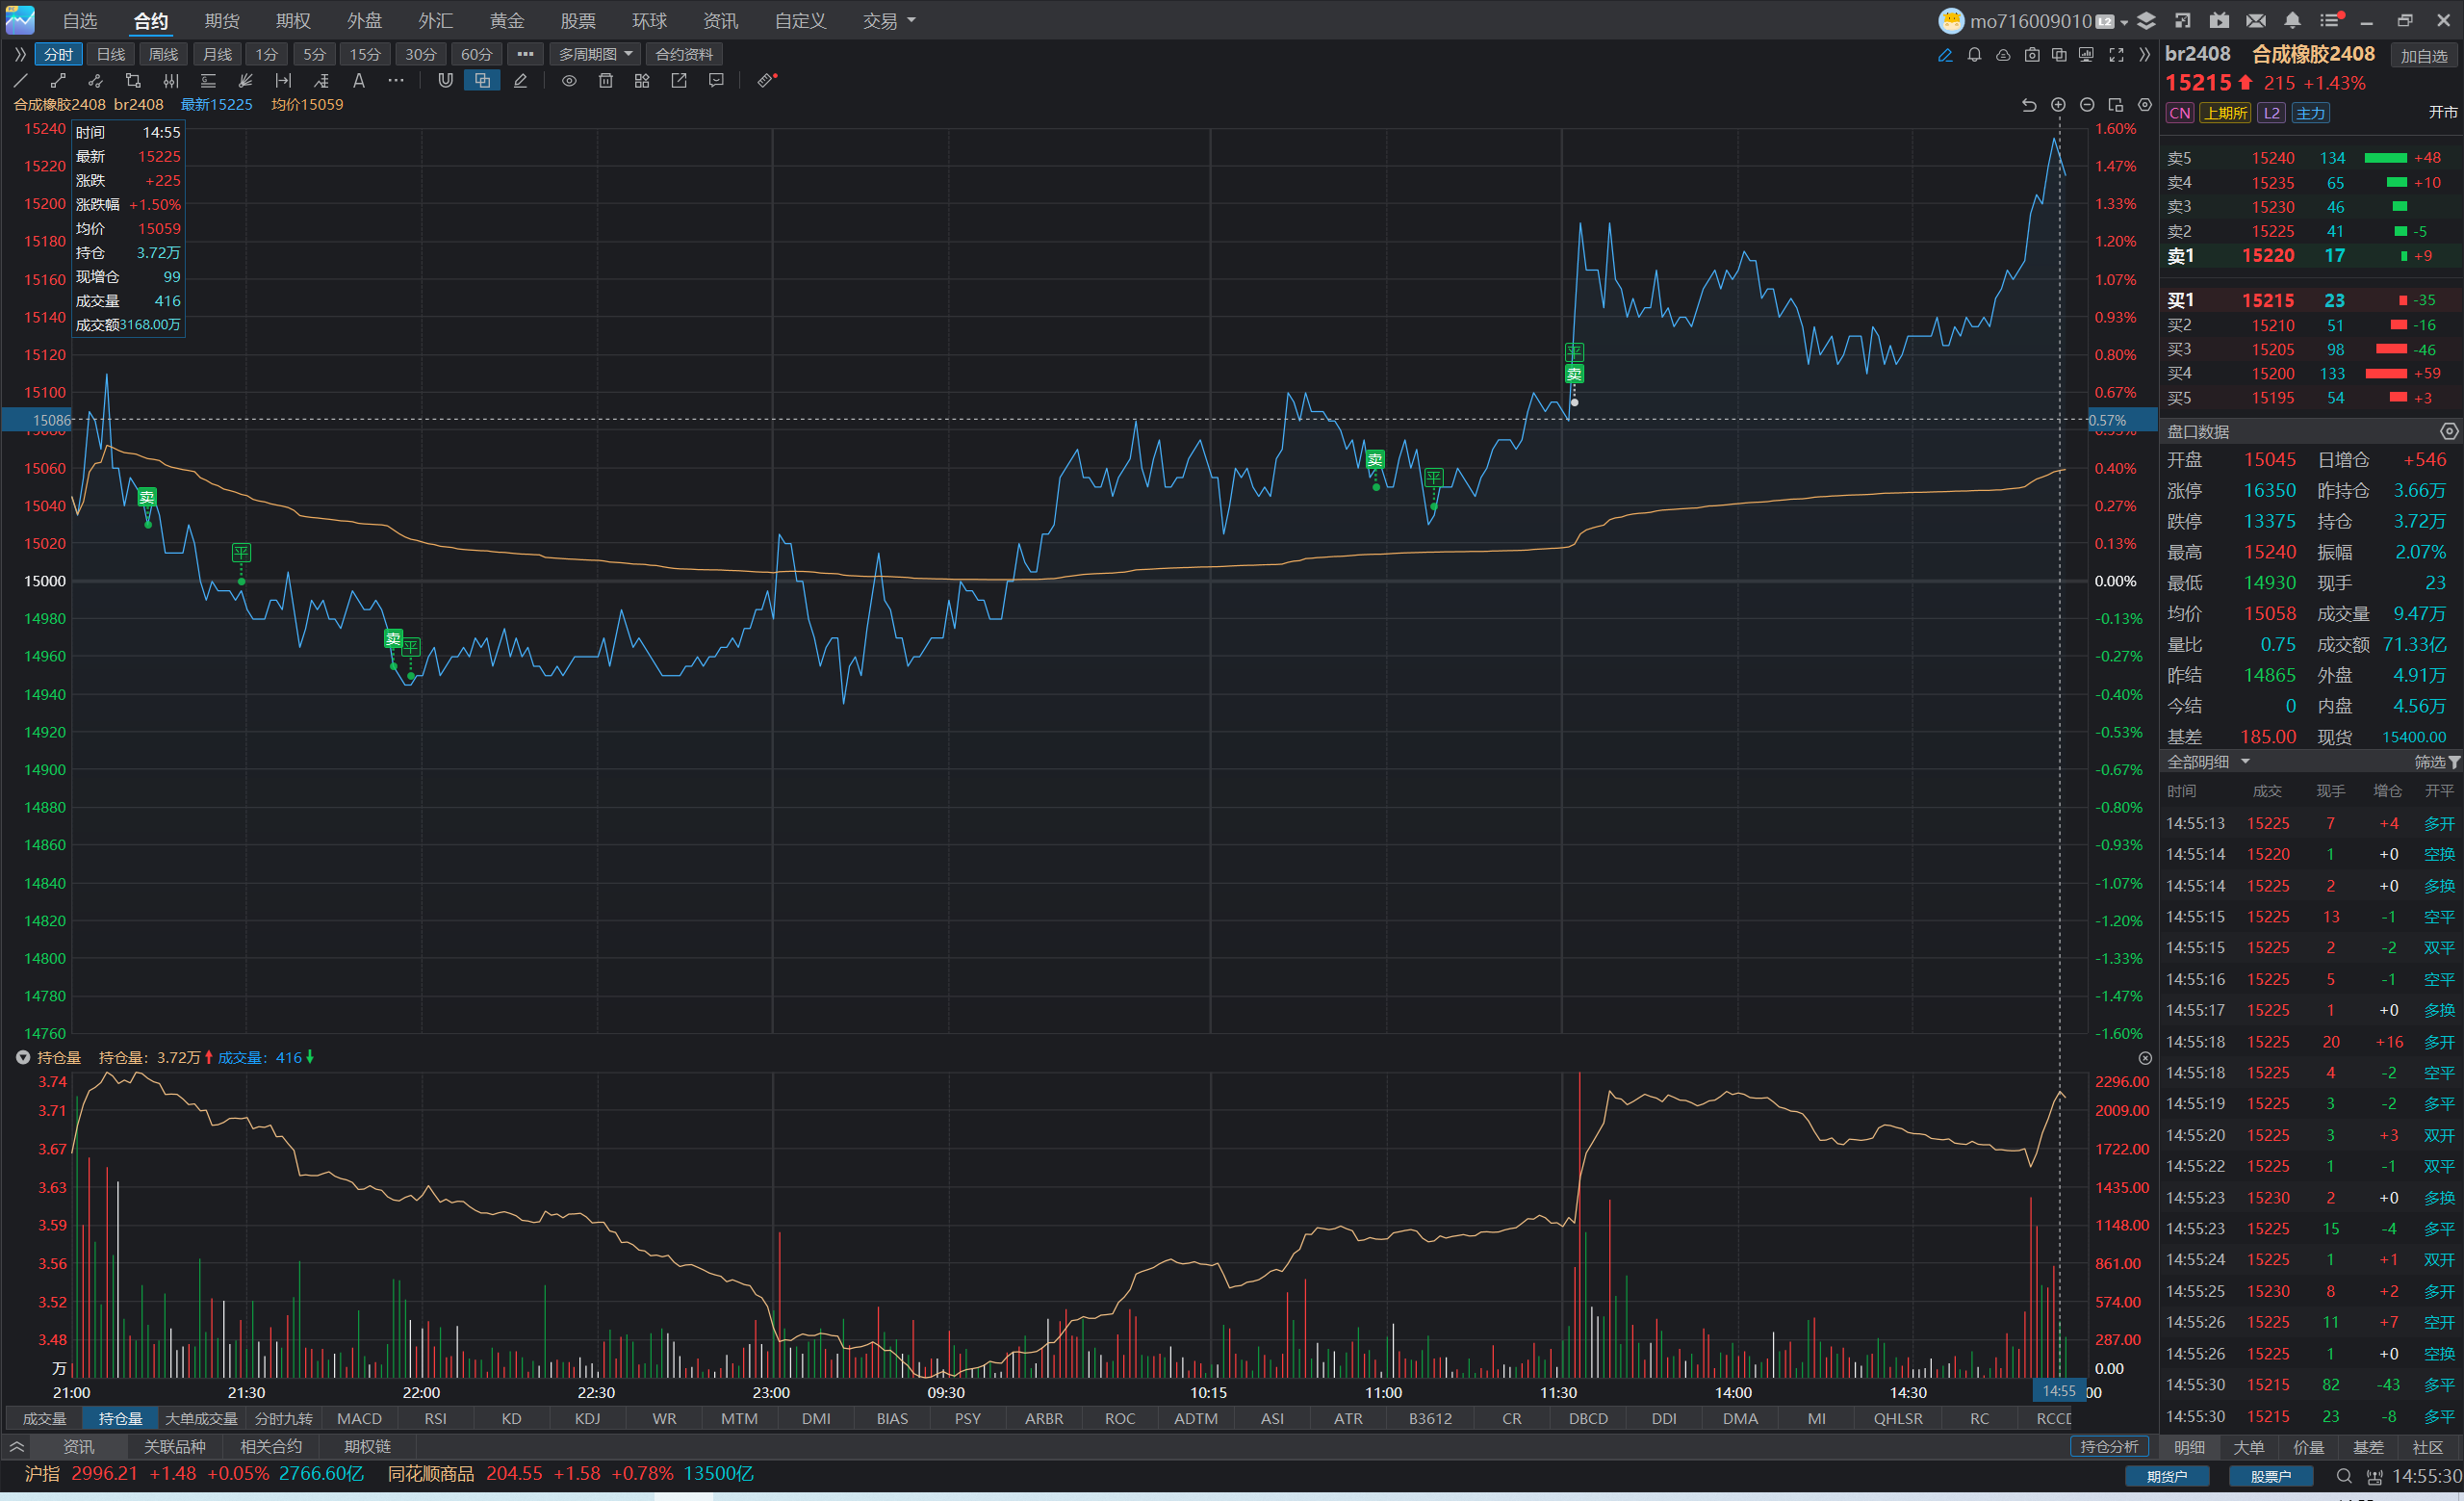 自选 合约 期货 期权 外盘 外汇 黄金 股票 环球 资讯 自定义 交易 mo716009010 L2
分时 日线 周线 月线 1分 5分 15分 30分 60分 ••• 多周期图 合约资料
合成橡胶2408 br2408 最新15225 均价15059
时间 14:55
最新 15225
涨跌 +225
涨跌幅 +1.50%
均价 15059
持仓 3.72万
现增仓 99
成交量 416
成交额3168.00万
15240 1.60%
15220 1.47%
15200 1.33%
15180 1.20%
15160 1.07%
15140 0.93%
15120 0.80%
15100 0.67%
15086 0.57%
15060 0.40%
15040 0.27%
15020 0.13%
15000 0.00%
14980 -0.13%
14960 -0.27%
14940 -0.40%
14920 -0.53%
14900 -0.67%
14880 -0.80%
14860 -0.93%
14840 -1.07%
14820 -1.20%
14800 -1.33%
14780 -1.47%
14760 -1.60%
卖
平
卖
平
卖
平
平
卖
持仓量 持仓量：3.72万 成交量：416
3.74 2296.00
3.71 2009.00
3.67 1722.00
3.63 1435.00
3.59 1148.00
3.56 861.00
3.52 574.00
3.48 287.00
万 0.00
21:00 21:30 22:00 22:30 23:00 09:30 10:15 11:00 11:30 14:00 14:30 14:55 00
成交量 持仓量 大单成交量 分时九转 MACD RSI KD KDJ WR MTM DMI BIAS PSY ARBR ROC ADTM ASI ATR B3612 CR DBCD DDI DMA MI QHLSR RC RCCD
资讯 关联品种 相关合约 期权链 持仓分析
沪指 2996.21 +1.48 +0.05% 2766.60亿 同花顺商品 204.55 +1.58 +0.78% 13500亿
br2408 合成橡胶2408 加自选
15215 215 +1.43%
CN 上期所 L2 主力 开市
卖5 15240 134 +48
卖4 15235 65 +10
卖3 15230 46
卖2 15225 41 -5
卖1 15220 17 +9
买1 15215 23 -35
买2 15210 51 -16
买3 15205 98 -46
买4 15200 133 +59
买5 15195 54 +3
盘口数据
开盘 15045 日增仓 +546
涨停 16350 昨持仓 3.66万
跌停 13375 持仓 3.72万
最高 15240 振幅 2.07%
最低 14930 现手 23
均价 15058 成交量 9.47万
量比 0.75 成交额 71.33亿
昨结 14865 外盘 4.91万
今结 0 内盘 4.56万
基差 185.00 现货 15400.00
全部明细 筛选
时间 成交 现手 增仓 开平
14:55:13 15225 7 +4 多开
14:55:14 15220 1 +0 空换
14:55:14 15225 2 +0 多换
14:55:15 15225 13 -1 空平
14:55:15 15225 2 -2 双平
14:55:16 15225 5 -1 空平
14:55:17 15225 1 +0 多换
14:55:18 15225 20 +16 多开
14:55:18 15225 4 -2 空平
14:55:19 15225 3 -2 多平
14:55:20 15225 3 +3 双开
14:55:22 15225 1 -1 双平
14:55:23 15230 2 +0 多换
14:55:23 15225 15 -4 多平
14:55:24 15225 1 +1 双开
14:55:25 15230 8 +2 多开
14:55:26 15225 11 +7 空开
14:55:26 15225 1 +0 空换
14:55:30 15215 82 -43 多平
14:55:30 15215 23 -8 多平
明细 大单 价量 基差 社区
期货户 股票户 14:55:30